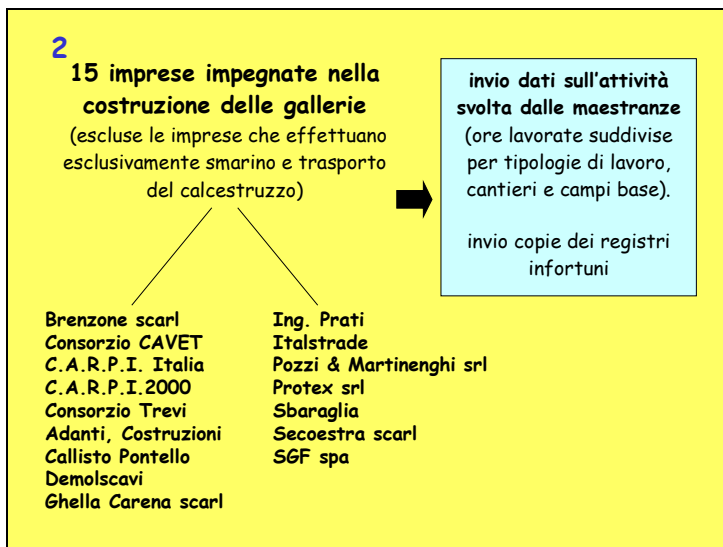 2
15 imprese impegnate nella
costruzione delle gallerie
(escluse le imprese che effettuano
esclusivamente smarino e trasporto
del calcestruzzo)
invio dati sull'attività
svolta dalle maestranze
(ore lavorate suddivise
per tipologie di lavoro,
cantieri e campi base).
invio copie dei registri
infortuni
Brenzone scarl
Consorzio CAVET
C.A.R.P.I. Italia
C.A.R.P.I.2000
Consorzio Trevi
Adanti, Costruzioni
Callisto Pontello
Demolscavi
Ghella Carena scarl
Ing. Prati
Italstrade
Pozzi & Martinenghi srl
Protex srl
Sbaraglia
Secoestra scarl
SGF spa